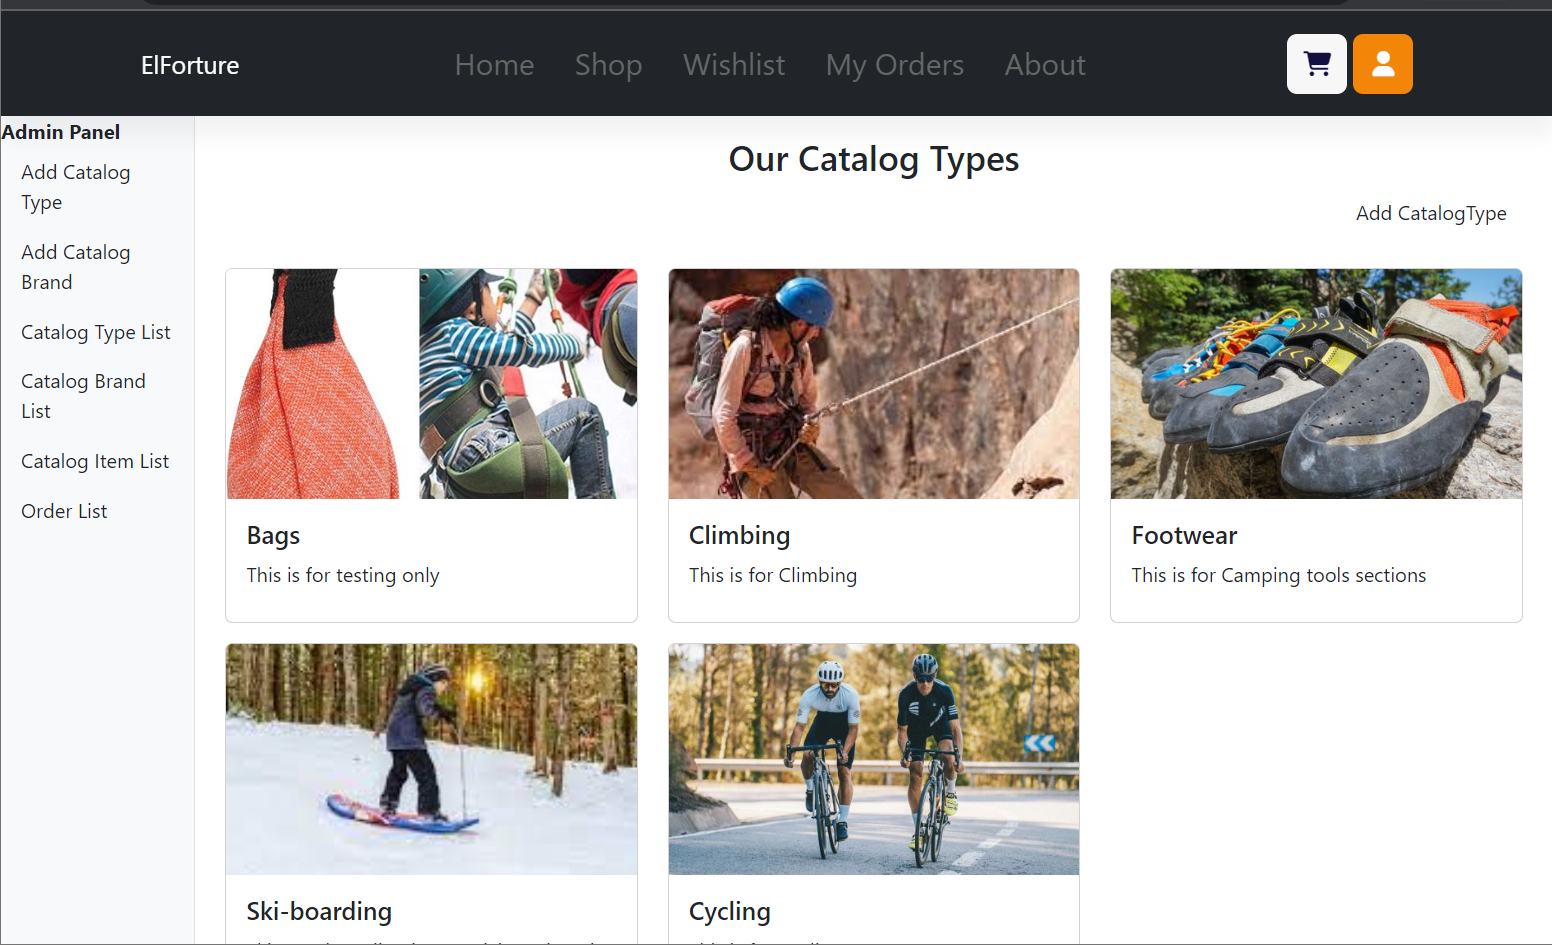 ElForture
Home
Shop
Wishlist
My Orders
About
Admin Panel
Add Catalog
Type
Add Catalog
Brand
Catalog Type List
Catalog Brand
List
Catalog Item List
Order List
Our Catalog Types
Add CatalogType
Bags
This is for testing only
Climbing
This is for Climbing
Footwear
This is for Camping tools sections
Ski-boarding
Cycling